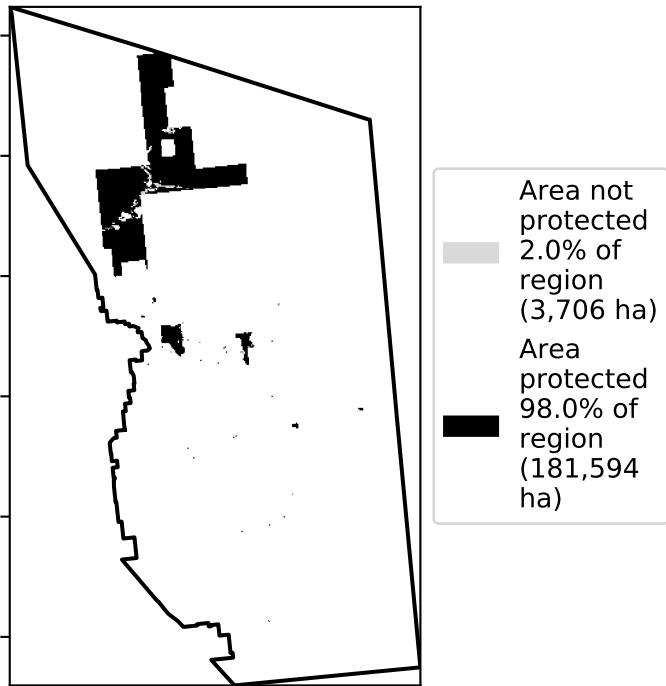 Area not
protected
2.0% of
region
(3,706 ha)
Area
protected
98.0% of
region
(181,594
ha)